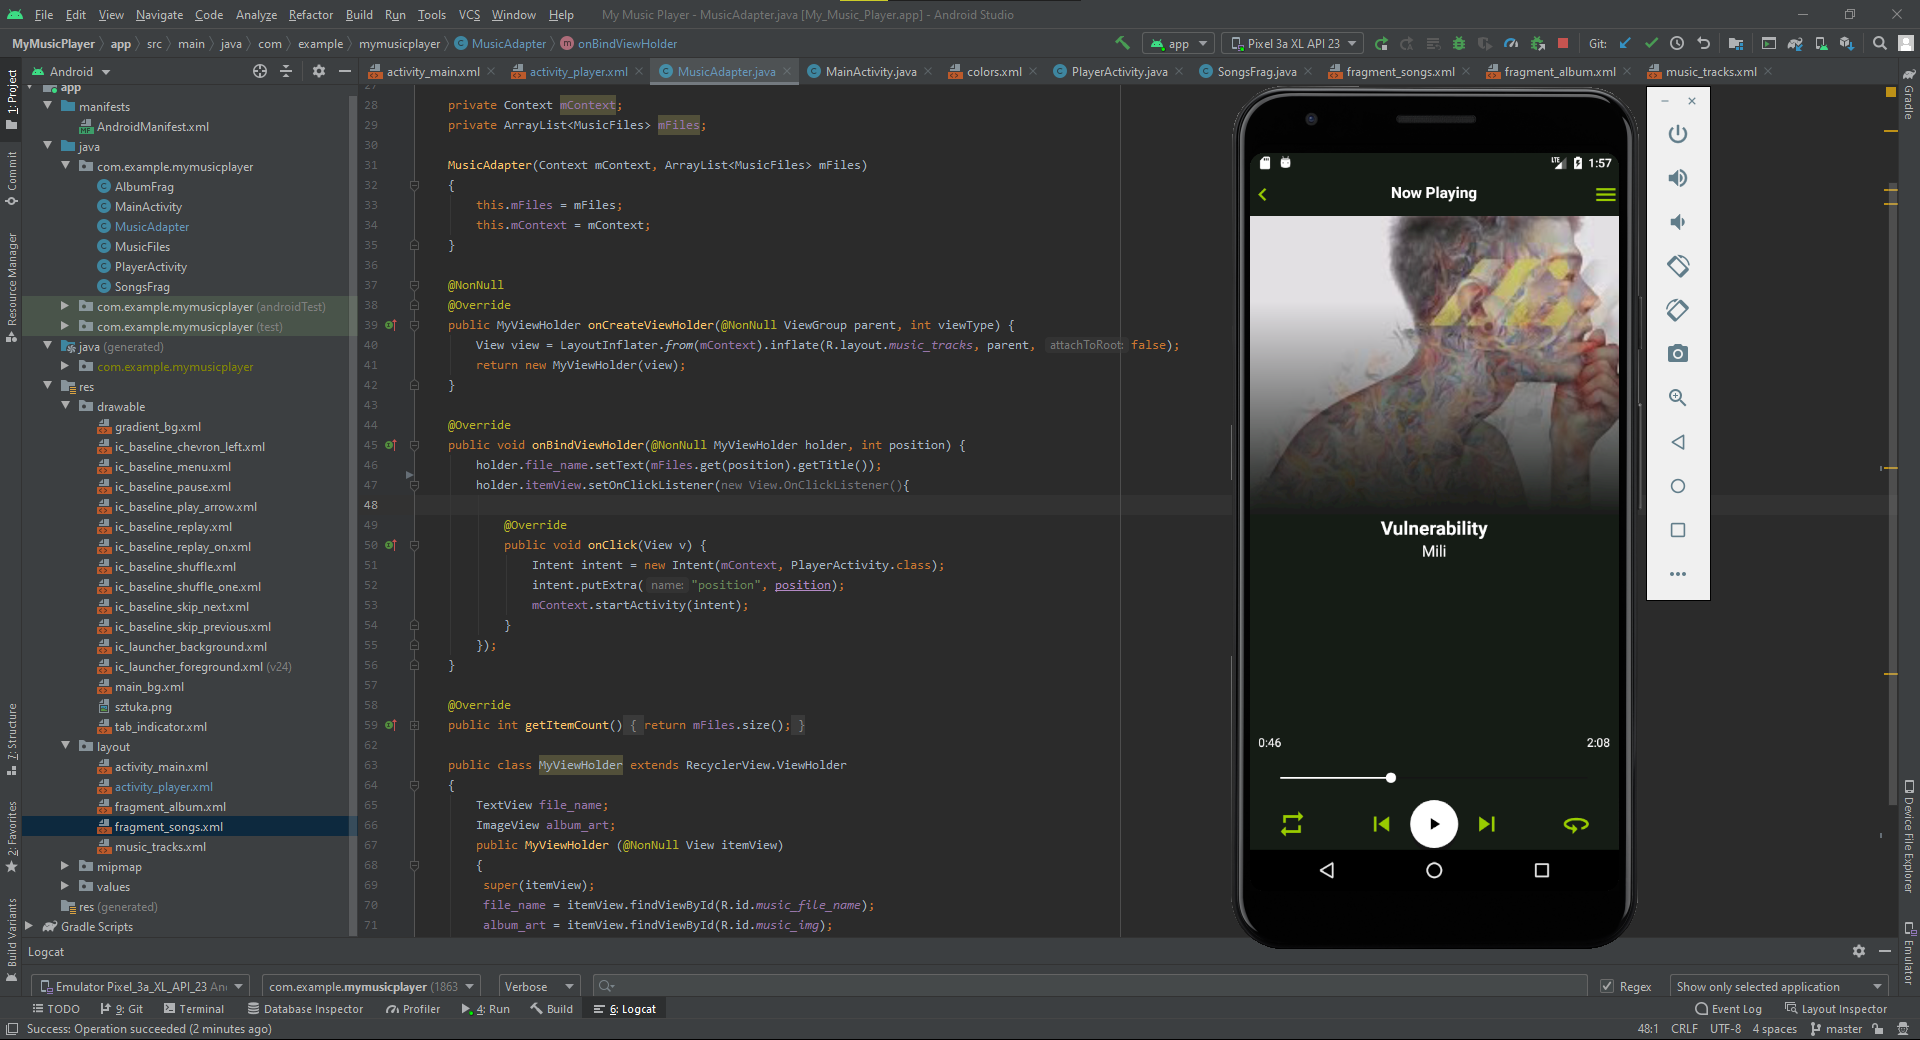 File Edit View Navigate Code Analyze Refactor Build Run Tools VCS Window Help My Music Player - MusicAdapter.java [My_Music_Player.app] - Android Studio
MyMusicPlayer app src main java com example mymusicplayer MusicAdapter onBindViewHolder app Pixel 3a XL API 23 Git:
Android
activity_main.xml activity_player.xml MusicAdapter.java MainActivity.java colors.xml PlayerActivity.java SongsFrag.java fragment_songs.xml fragment_album.xml music_tracks.xml
1: Project
Commit
Resource Manager
7: Structure
2: Favorites
Build Variants
app
manifests
AndroidManifest.xml
java
com.example.mymusicplayer
AlbumFrag
MainActivity
MusicAdapter
MusicFiles
PlayerActivity
SongsFrag
com.example.mymusicplayer (androidTest)
com.example.mymusicplayer (test)
java (generated)
com.example.mymusicplayer
res
drawable
gradient_bg.xml
ic_baseline_chevron_left.xml
ic_baseline_menu.xml
ic_baseline_pause.xml
ic_baseline_play_arrow.xml
ic_baseline_replay.xml
ic_baseline_replay_on.xml
ic_baseline_shuffle.xml
ic_baseline_shuffle_one.xml
ic_baseline_skip_next.xml
ic_baseline_skip_previous.xml
ic_launcher_background.xml
ic_launcher_foreground.xml (v24)
main_bg.xml
sztuka.png
tab_indicator.xml
layout
activity_main.xml
activity_player.xml
fragment_album.xml
fragment_songs.xml
music_tracks.xml
mipmap
values
res (generated)
Gradle Scripts
27
28 private Context mContext;
29 private ArrayList<MusicFiles> mFiles;
30
31 MusicAdapter(Context mContext, ArrayList<MusicFiles> mFiles)
32 {
33 this.mFiles = mFiles;
34 this.mContext = mContext;
35 }
36
37 @NonNull
38 @Override
39 public MyViewHolder onCreateViewHolder(@NonNull ViewGroup parent, int viewType) {
40 View view = LayoutInflater.from(mContext).inflate(R.layout.music_tracks, parent, attachToRoot: false);
41 return new MyViewHolder(view);
42 }
43
44 @Override
45 public void onBindViewHolder(@NonNull MyViewHolder holder, int position) {
46 holder.file_name.setText(mFiles.get(position).getTitle());
47 holder.itemView.setOnClickListener(new View.OnClickListener(){
48
49 @Override
50 public void onClick(View v) {
51 Intent intent = new Intent(mContext, PlayerActivity.class);
52 intent.putExtra( name: "position", position);
53 mContext.startActivity(intent);
54 }
55 });
56 }
57
58 @Override
59 public int getItemCount() { return mFiles.size(); }
62
63 public class MyViewHolder extends RecyclerView.ViewHolder
64 {
65 TextView file_name;
66 ImageView album_art;
67 public MyViewHolder (@NonNull View itemView)
68 {
69 super(itemView);
70 file_name = itemView.findViewById(R.id.music_file_name);
71 album_art = itemView.findViewById(R.id.music_img);
LTE 1:57
Now Playing
Vulnerability
Mili
0:46 2:08
Gradle
Device File Explorer
Emulator
Logcat
Emulator Pixel_3a_XL_API_23 An com.example.mymusicplayer (1863 Verbose Regex Show only selected application
TODO 9: Git Terminal Database Inspector Profiler 4: Run Build 6: Logcat Event Log Layout Inspector
Success: Operation succeeded (2 minutes ago) 48:1 CRLF UTF-8 4 spaces master